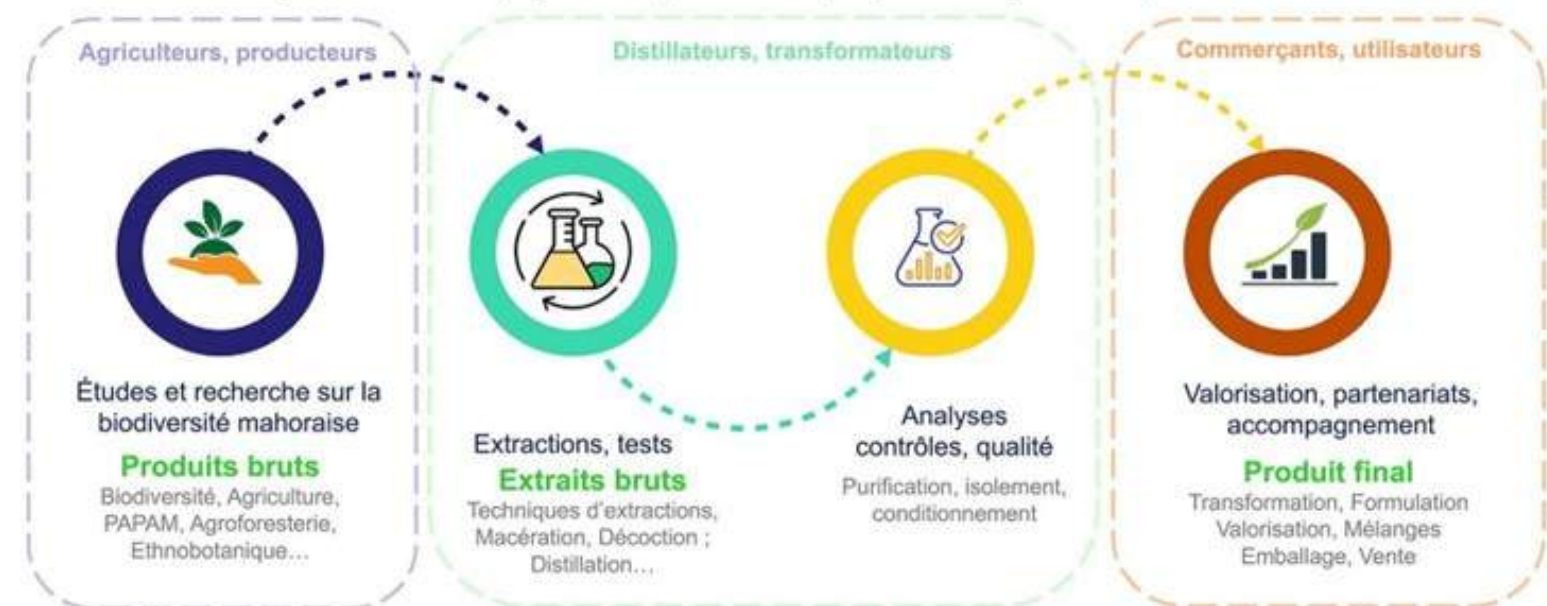 Agriculteurs, producteurs
Études et recherche sur la
biodiversité mahoraise
Produits bruts
Biodiversité, Agriculture,
PAPAM, Agroforesterie,
Ethnobotanique...
Distillateurs, transformateurs
Extractions, tests
Extraits bruts
Techniques d'extractions,
Macération, Décoction ;
Distillation...
Analyses
contrôles, qualité
Purification, isolement,
conditionnement
Commerçants, utilisateurs
Valorisation, partenariats,
accompagnement
Produit final
Transformation, Formulation
Valorisation, Mélanges
Emballage, Vente